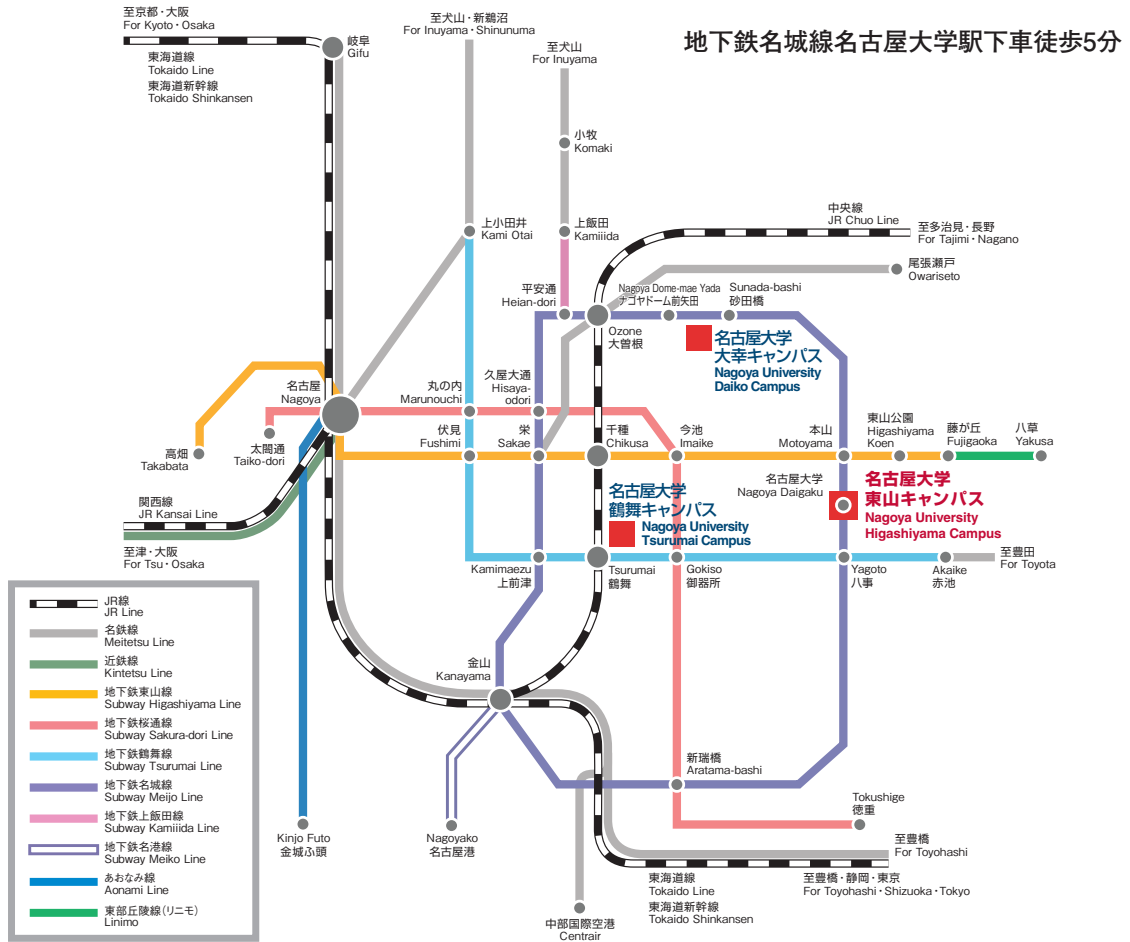 至京都・大阪
For Kyoto・Osaka
東海道線
Tokaido Line
東海道新幹線
Tokaido Shinkansen
岐阜
Gifu
至犬山・新鵜沼
For Inuyama・Shinunuma
至犬山
For Inuyama
地下鉄名城線名古屋大学駅下車徒歩5分
小牧
Komaki
上小田井
Kami Otai
上飯田
Kamiiida
中央線
JR Chuo Line
至多治見・長野
For Tajimi・Nagano
尾張瀬戸
Owariseto
平安通
Heian-dori
Nagoya Dome-mae Yada
ナゴヤドーム前矢田
Sunada-bashi
砂田橋
Ozone
大曽根
名古屋大学
大幸キャンパス
Nagoya University
Daiko Campus
名古屋
Nagoya
丸の内
Marunouchi
久屋大通
Hisaya-
odori
高畑
Takabata
太閤通
Taiko-dori
伏見
Fushimi
栄
Sakae
千種
Chikusa
今池
Imaike
本山
Motoyama
東山公園
Higashiyama
Koen
藤が丘
Fujigaoka
八草
Yakusa
名古屋大学
Nagoya Daigaku
名古屋大学
東山キャンパス
Nagoya University
Higashiyama Campus
名古屋大学
鶴舞キャンパス
Nagoya University
Tsurumai Campus
関西線
JR Kansai Line
至津・大阪
For Tsu・Osaka
Kamimaezu
上前津
Tsurumai
鶴舞
Gokiso
御器所
Yagoto
八事
Akaike
赤池
至豊田
For Toyota
JR線
JR Line
名鉄線
Meitetsu Line
近鉄線
Kintetsu Line
地下鉄東山線
Subway Higashiyama Line
地下鉄桜通線
Subway Sakura-dori Line
地下鉄鶴舞線
Subway Tsurumai Line
地下鉄名城線
Subway Meijo Line
地下鉄上飯田線
Subway Kamiiida Line
地下鉄名港線
Subway Meiko Line
あおなみ線
Aonami Line
東部丘陵線(リニモ)
Linimo
金山
Kanayama
新瑞橋
Aratama-bashi
Kinjo Futo
金城ふ頭
Nagoyako
名古屋港
Tokushige
徳重
至豊橋
For Toyohashi
東海道線
Tokaido Line
東海道新幹線
Tokaido Shinkansen
至豊橋・静岡・東京
For Toyohashi・Shizuoka・Tokyo
中部国際空港
Centrair